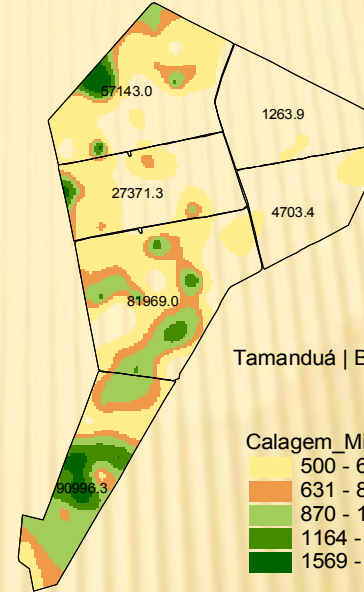 57143.0
1263.9
27371.3
4703.4
81969.0
Tamanduá | B
Calagem_Mi
500 - 6
631 - 8
870 - 1
90996.3
1164 -
1569 -